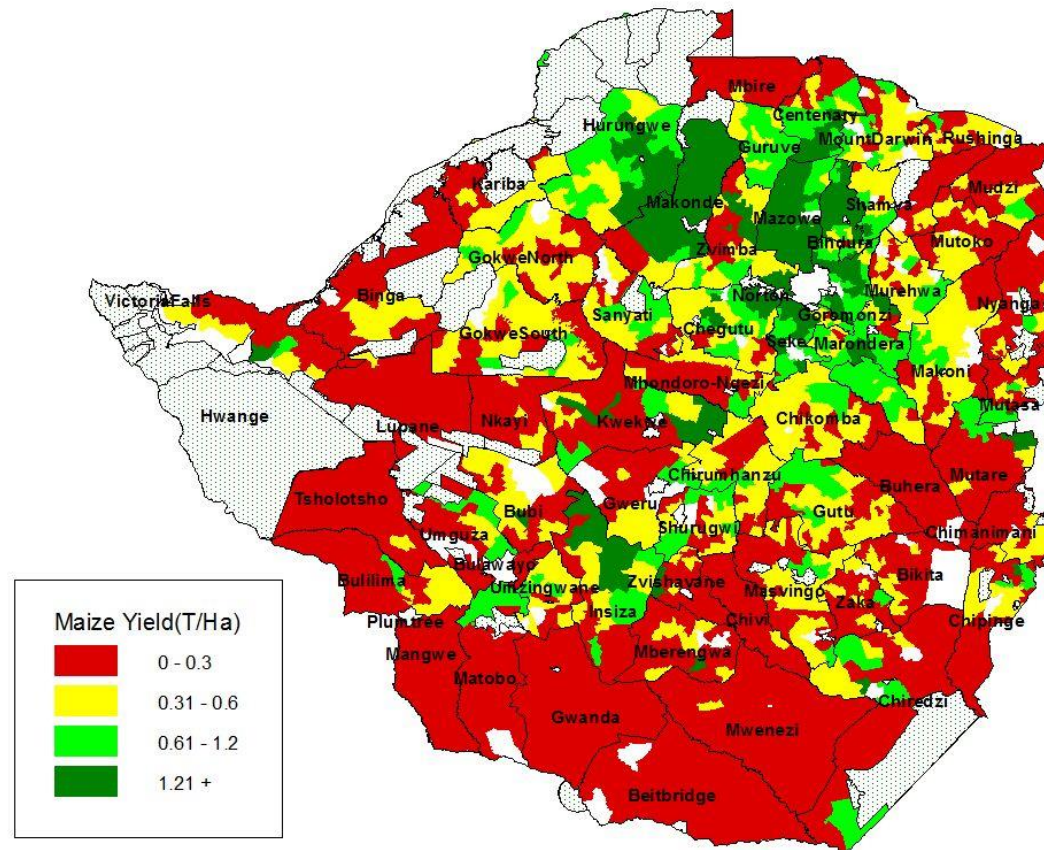 Mbire
Centenary
Hurungwe
MountDarwin
Rushinga
Guruve
Kariba
Mudzi
Makonde
Shamva
Mazowe
Bindura
Mutoko
Zvimba
GokweNorth
Binga
Murehwa
VictoriaFalls
Norton
Nyanga
Sanyati
Goromonzi
Chegutu
GokweSouth
Seke
Marondera
Makoni
Mhondoro-Ngezi
Mutasa
Hwange
Chikomba
Nkayi
Kwekwe
Lupane
Chirumhanzu
Mutare
Buhera
Tsholotsho
Gweru
Bubi
Gutu
Shurugwi
Umguza
Chimanimani
Bulawayo
Bulilima
Bikita
Zvishavane
Umzingwane
Masvingo
Zaka
Insiza
Chivi
Plumtree
Chipinge
Mangwe
Mberengwa
Matobo
Chiredzi
Gwanda
Mwenezi
Beitbridge
Maize Yield(T/Ha)
0 - 0.3
0.31 - 0.6
0.61 - 1.2
1.21 +